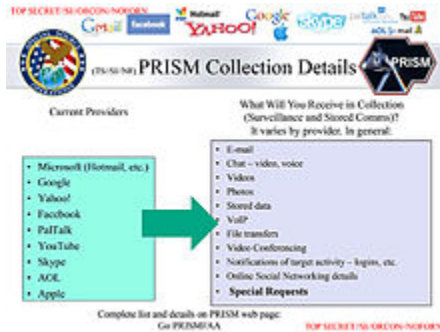 TOP SECRET//SI//ORCON//NOFORN
Gmail facebook Hotmail YAHOO! Google skype paltalk YouTube
AOL mail
(TS//SI//NF) PRISM Collection Details
PRISM
Current Providers
What Will You Receive in Collection
(Surveillance and Stored Comms)?
It varies by provider. In general:
• Microsoft (Hotmail, etc.)
• Google
• Yahoo!
• Facebook
• PalTalk
• YouTube
• Skype
• AOL
• Apple
• E-mail
• Chat – video, voice
• Videos
• Photos
• Stored data
• VoIP
• File transfers
• Video Conferencing
• Notifications of target activity – logins, etc.
• Online Social Networking details
• Special Requests
Complete list and details on PRISM web page:
Go PRISMFAA
TOP SECRET//SI//ORCON//NOFORN